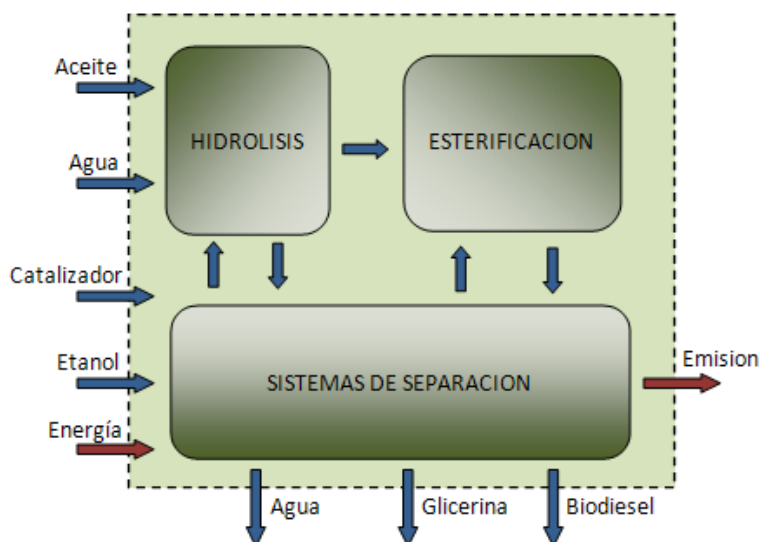 Aceite
HIDROLISIS
ESTERIFICACION
Agua
Catalizador
Etanol
SISTEMAS DE SEPARACION
Emision
Energía
Agua
Glicerina
Biodiesel